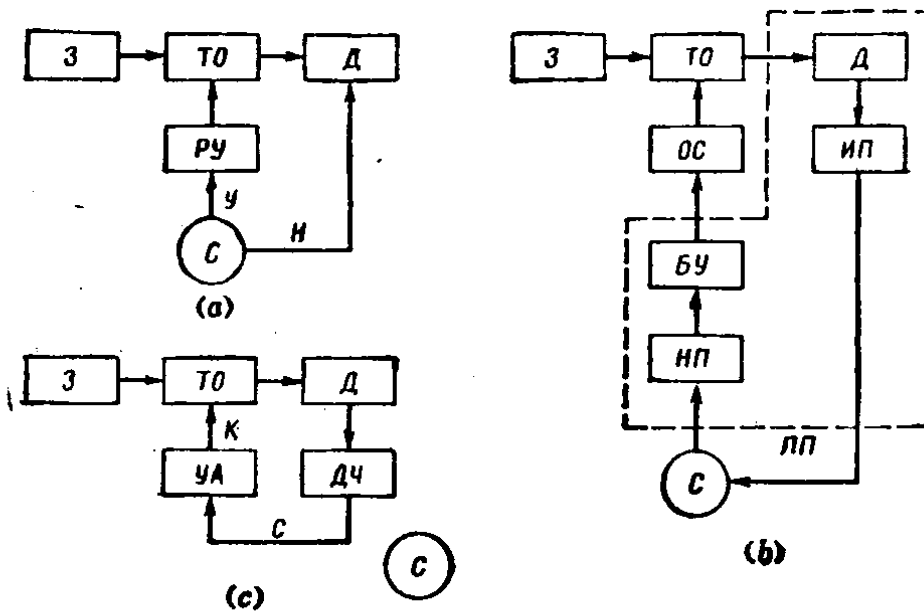 З
ТО
Д
РУ
У
Н
С
(a)
З
ТО
Д
К
УА
ДЧ
С
С
(c)
З
ТО
Д
ОС
ИП
БУ
НП
ЛП
С
(b)